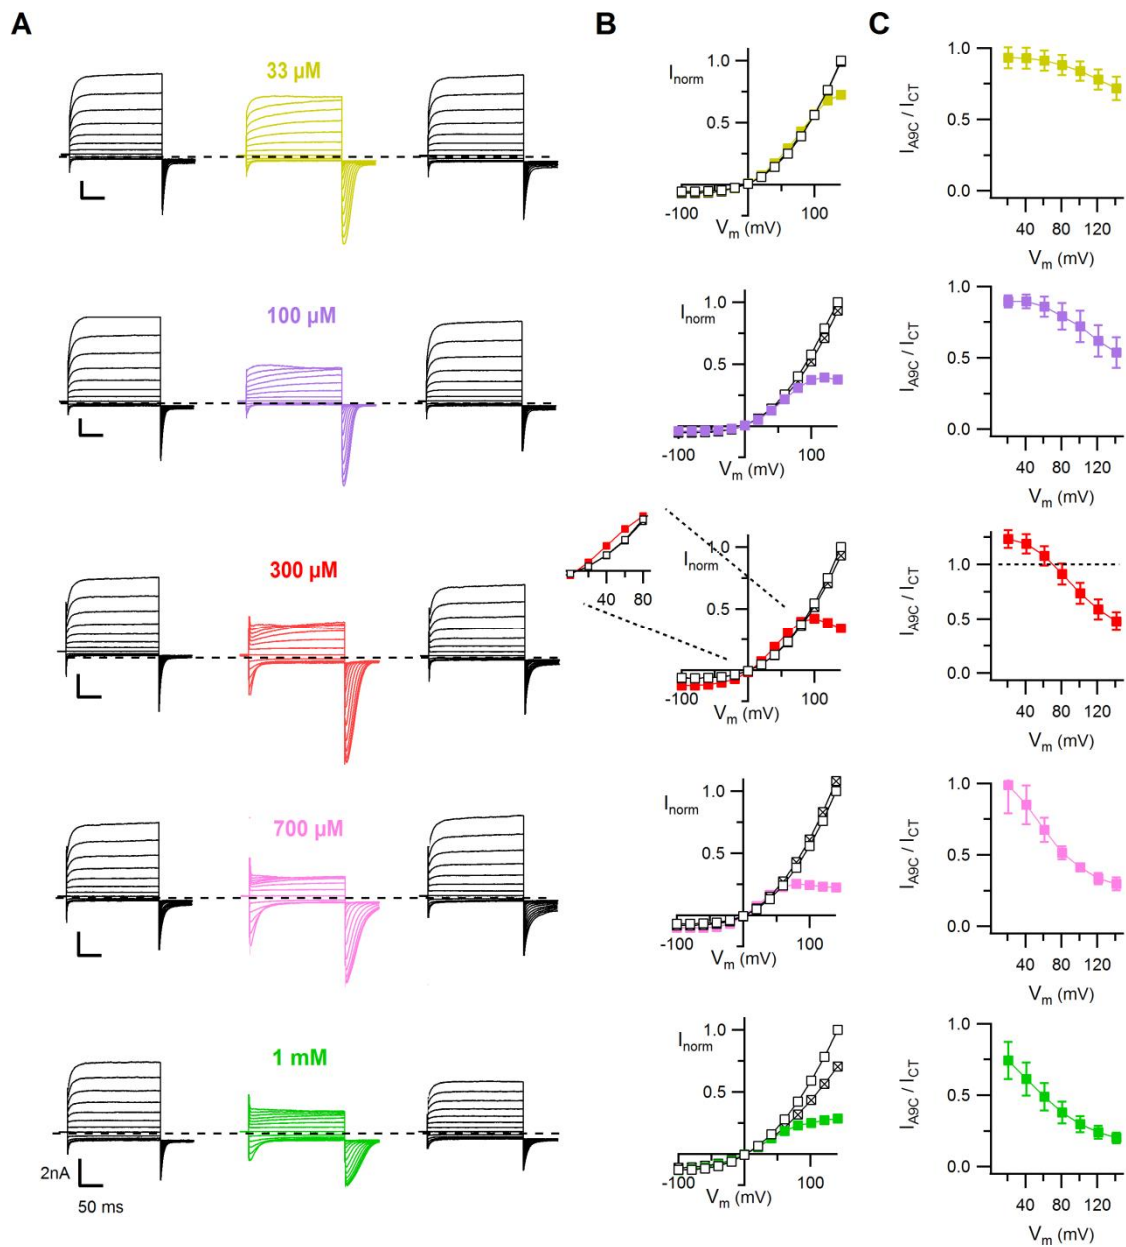 A
B
C
33 µM
I_norm
1.0
0.5
-100
100
V_m (mV)
I_A9C / I_CT
1.0
0.5
0.0
40 80 120
V_m (mV)
100 µM
I_norm
1.0
0.5
-100
100
V_m (mV)
I_A9C / I_CT
1.0
0.5
0.0
40 80 120
V_m (mV)
300 µM
40 80
I_norm
1.0
0.5
-100
100
V_m (mV)
I_A9C / I_CT
1.0
0.5
0.0
40 80 120
V_m (mV)
700 µM
I_norm
1.0
0.5
-100
100
V_m (mV)
I_A9C / I_CT
1.0
0.5
0.0
40 80 120
V_m (mV)
1 mM
2nA
50 ms
I_norm
1.0
0.5
-100
100
V_m (mV)
I_A9C / I_CT
1.0
0.5
0.0
40 80 120
V_m (mV)